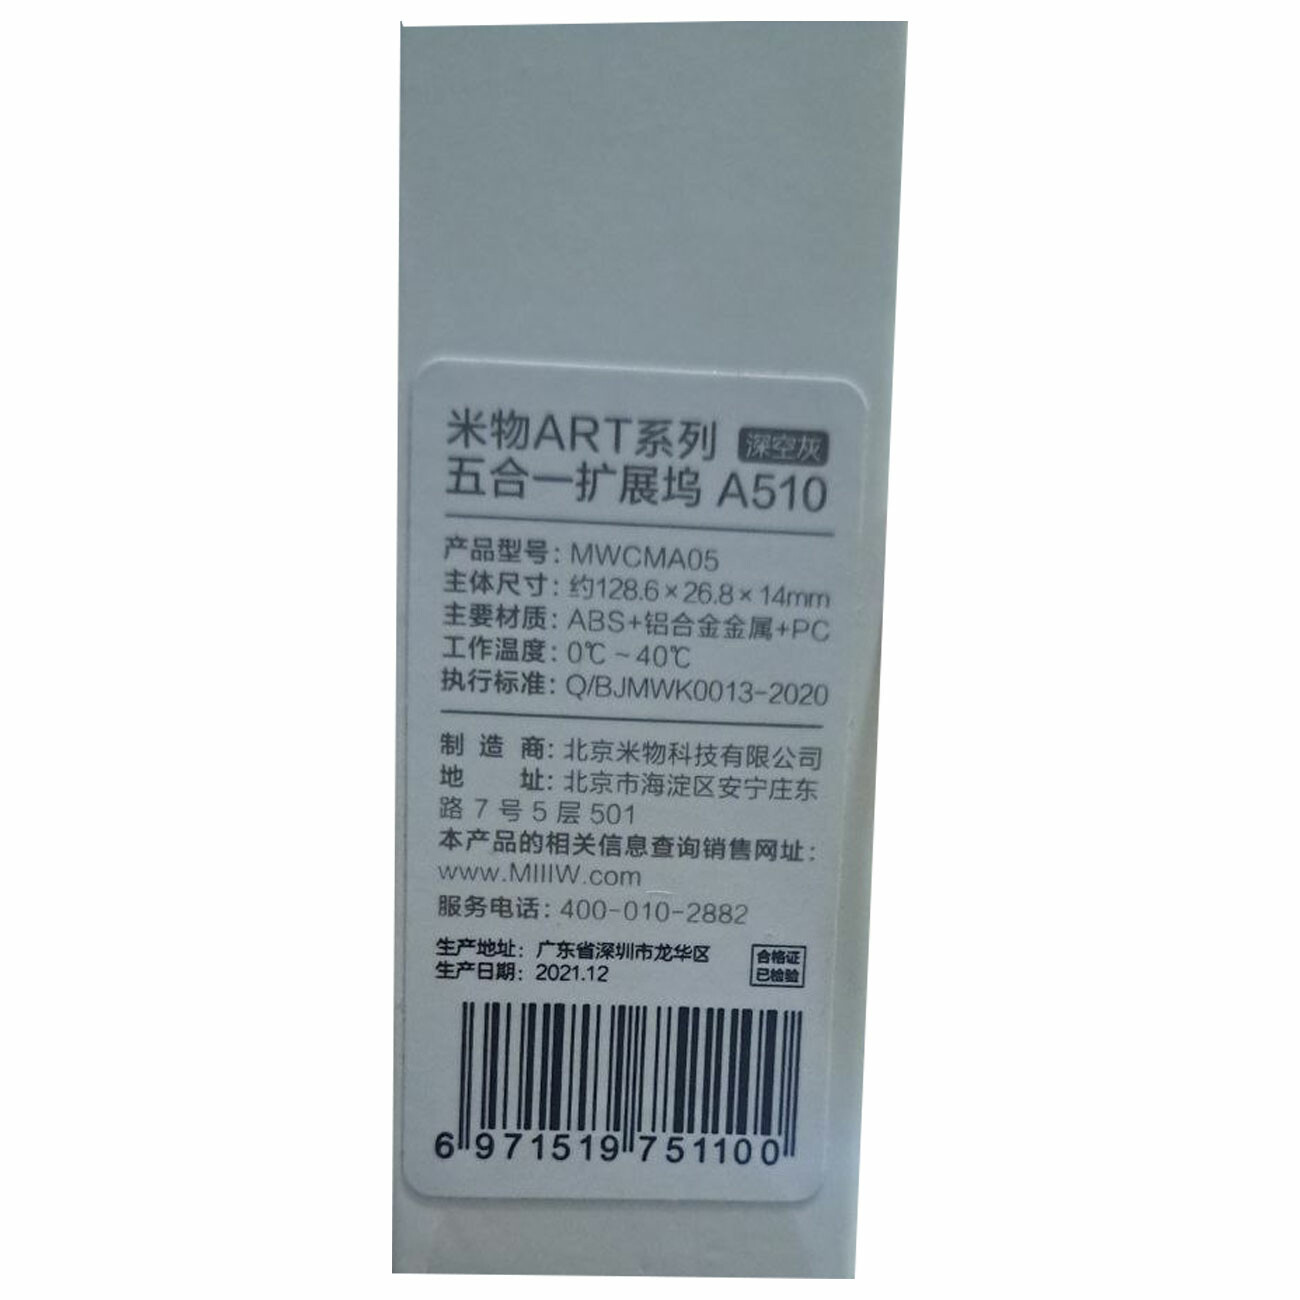 米物ART系列 深空灰
五合一扩展坞 A510
产品型号：MWCMA05
主体尺寸：约128.6×26.8×14mm
主要材质：ABS+铝合金金属+PC
工作温度：0℃ ~ 40℃
执行标准：Q/BJMWK0013-2020
制 造 商：北京米物科技有限公司
地 址：北京市海淀区安宁庄东
路 7 号 5 层 501
本产品的相关信息查询销售网址：
www.MIIIW.com
服务电话：400-010-2882
生产地址：广东省深圳市龙华区
生产日期：2021.12
合格证
已检验
6 971519 751100